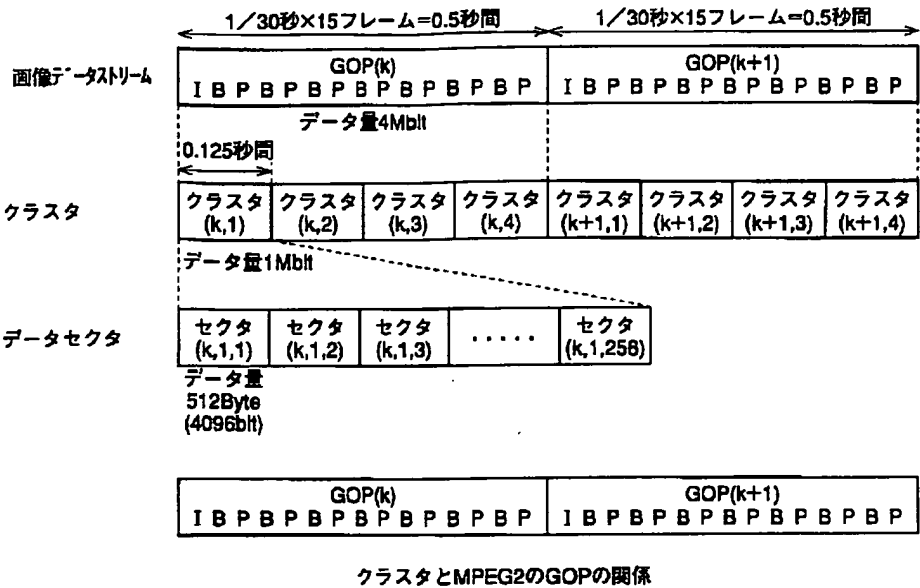 1／30秒×15フレーム=0.5秒間 1／30秒×15フレーム=0.5秒間
画像データストリーム
GOP(k) GOP(k+1)
I B P B P B P B P B P B P B P I B P B P B P B P B P B P B P
データ量4Mbit
0.125秒間
クラスタ
クラスタ クラスタ クラスタ クラスタ クラスタ クラスタ クラスタ クラスタ
(k,1) (k,2) (k,3) (k,4) (k+1,1) (k+1,2) (k+1,3) (k+1,4)
データ量1Mbit
データセクタ
セクタ セクタ セクタ ・・・・・ セクタ
(k,1,1) (k,1,2) (k,1,3) (k,1,256)
データ量
512Byte
(4096bit)
GOP(k) GOP(k+1)
I B P B P B P B P B P B P B P I B P B P B P B P B P B P B P
クラスタとMPEG2のGOPの関係